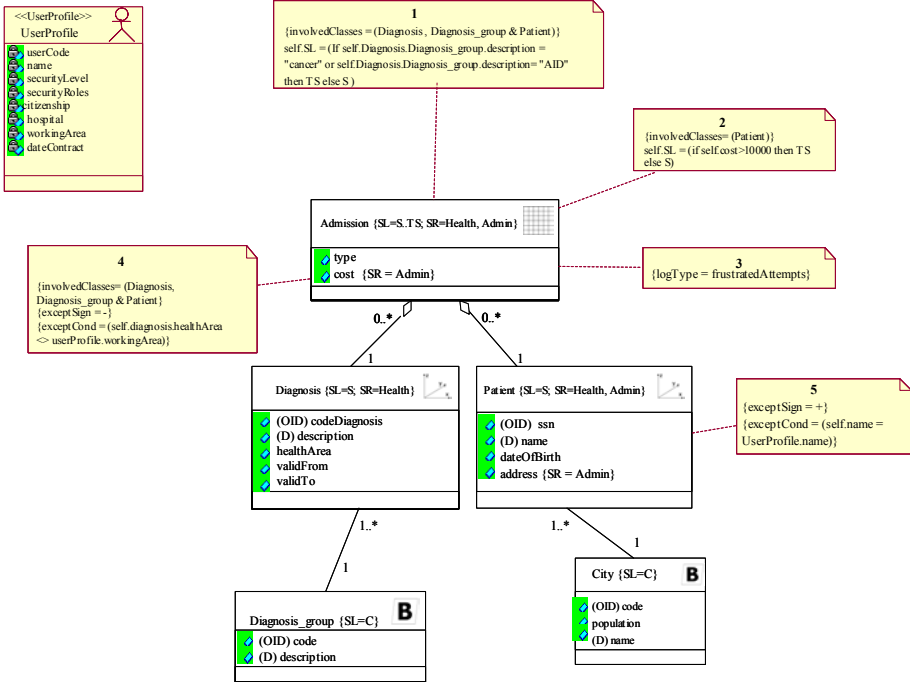 <<UserProfile>>
UserProfile
userCode
name
securityLevel
securityRoles
citizenship
hospital
workingArea
dateContract
1
{involvedClasses = (Diagnosis, Diagnosis_group & Patient)}
self.SL = (If self.Diagnosis.Diagnosis_group.description =
"cancer" or self.Diagnosis.Diagnosis_group.description= "AID"
then TS else S )
2
{involvedClasses= (Patient)}
self.SL = (if self.cost>10000 then TS
else S)
Admission {SL=S..TS; SR=Health, Admin}
type
cost {SR = Admin}
3
{logType = frustratedAttempts}
4
{involvedClasses= (Diagnosis,
Diagnosis_group & Patient}
{exceptSign = -}
{exceptCond = (self.diagnosis.healthArea
<> userProfile.workingArea)}
0..*
0..*
1
1
Diagnosis {SL=S; SR=Health}
(OID) codeDiagnosis
(D) description
healthArea
validFrom
validTo
Patient {SL=S; SR=Health, Admin}
(OID) ssn
(D) name
dateOfBirth
address {SR = Admin}
5
{exceptSign = +}
{exceptCond = (self.name =
UserProfile.name)}
1..*
1
1..*
1
Diagnosis_group {SL=C}
B
(OID) code
(D) description
City {SL=C}
B
(OID) code
population
(D) name